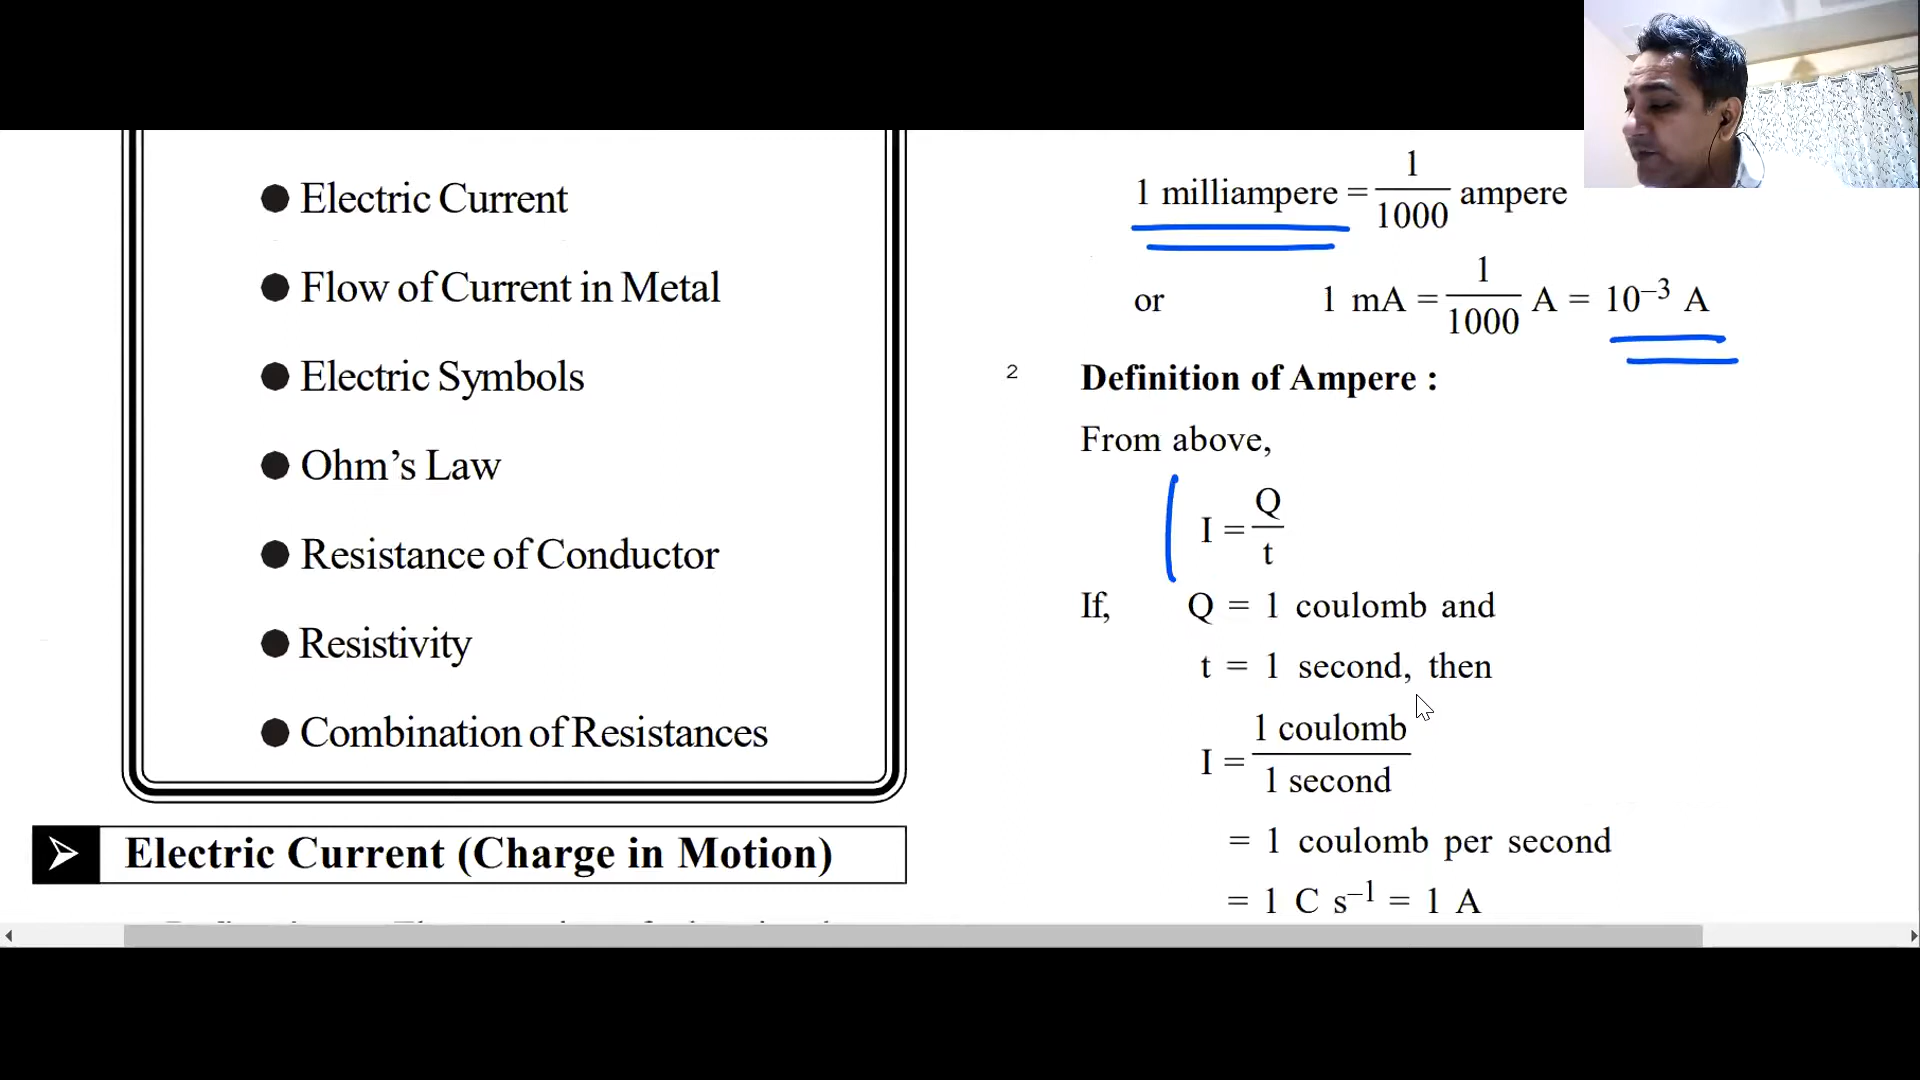 ● Electric Current
● Flow of Current in Metal
● Electric Symbols
● Ohm's Law
● Resistance of Conductor
● Resistivity
● Combination of Resistances
➢ Electric Current (Charge in Motion)
1 milliampere = 1/1000 ampere
or 1 mA = 1/1000 A = 10⁻³ A
2 Definition of Ampere :
From above,
I = Q/t
If, Q = 1 coulomb and
t = 1 second, then
I = 1 coulomb/1 second
= 1 coulomb per second
= 1 C s⁻¹ = 1 A